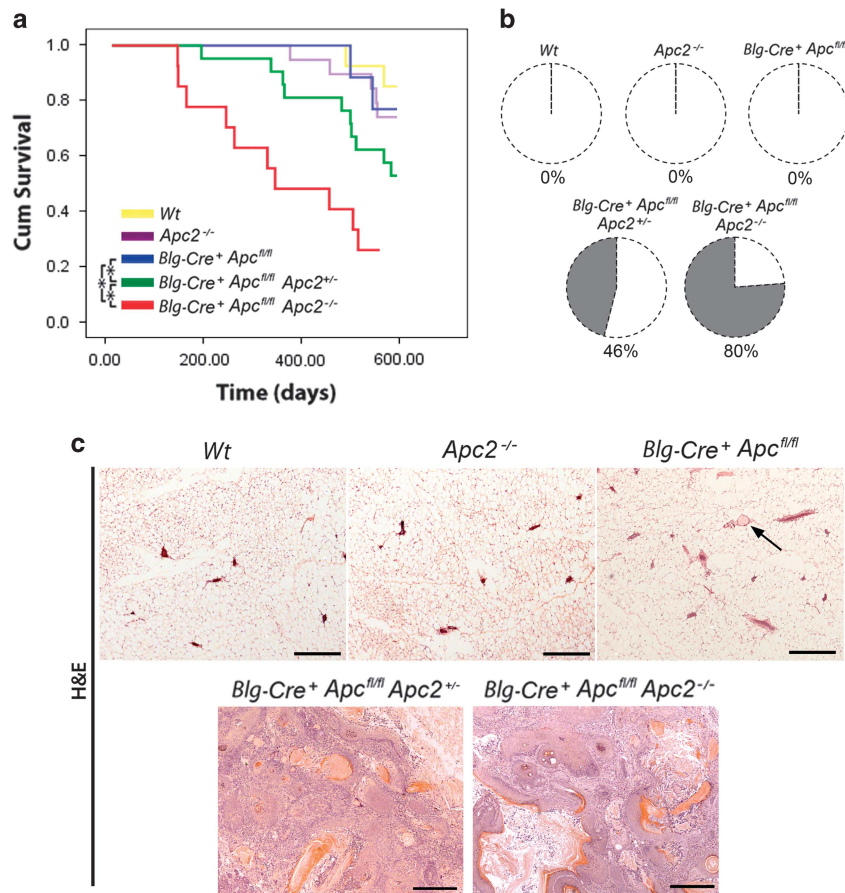 a
Cum Survival
1.0
0.8
0.6
0.4
0.2
0.0
Wt
Apc2-/-
Blg-Cre+ Apcfl/fl
Blg-Cre+ Apcfl/fl Apc2+/-
Blg-Cre+ Apcfl/fl Apc2-/-
*
*
*
0.00 200.00 400.00 600.00
Time (days)
b
Wt Apc2-/- Blg-Cre+ Apcfl/fl
0% 0% 0%
Blg-Cre+ Apcfl/fl
Apc2+/-
Blg-Cre+ Apcfl/fl
Apc2-/-
46% 80%
c
Wt Apc2-/- Blg-Cre+ Apcfl/fl
H&E
Blg-Cre+ Apcfl/fl Apc2+/- Blg-Cre+ Apcfl/fl Apc2-/-